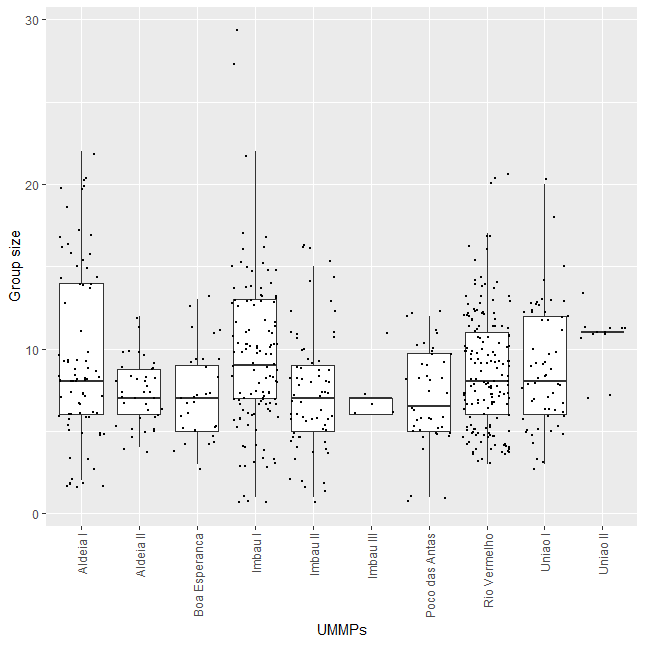 30
20
10
0
Group size
Aldeia I
Aldeia II
Boa Esperanca
Imbau I
Imbau II
Imbau III
Poco das Antas
Rio Vermelho
Uniao I
Uniao II
UMMPs